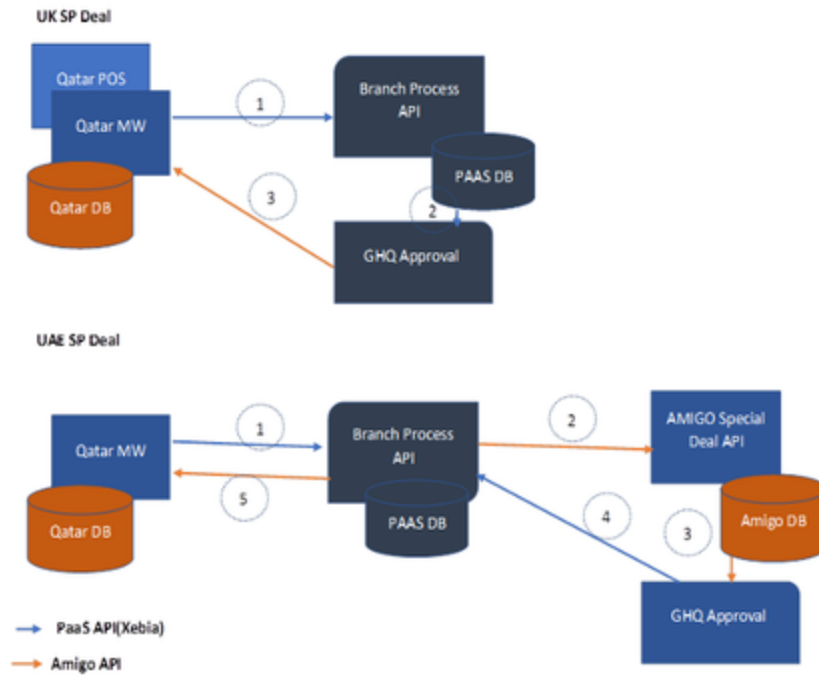 UK SP Deal
Qatar POS
Qatar MW
Qatar DB
1
Branch Process
API
PAAS DB
2
3
GHQ Approval
UAE SP Deal
Qatar MW
Qatar DB
1
5
Branch Process
API
PAAS DB
2
AMIGO Special
Deal API
Amigo DB
3
4
GHQ Approval
PaaS API(Xebia)
Amigo API